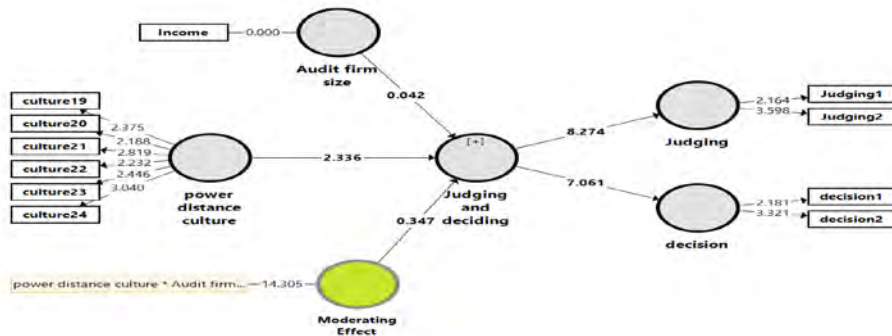 Income
0.000
Audit firm
size
0.042
culture19
culture20
culture21
culture22
culture23
culture24
2.375
2.188
2.819
2.232
2.446
3.040
power
distance
culture
2.336
[+]
Judging
and
deciding
8.274
7.061
Judging
2.164
3.598
Judging1
Judging2
decision
2.181
3.321
decision1
decision2
0.347
power distance culture * Audit firm...
14.305
Moderating
Effect